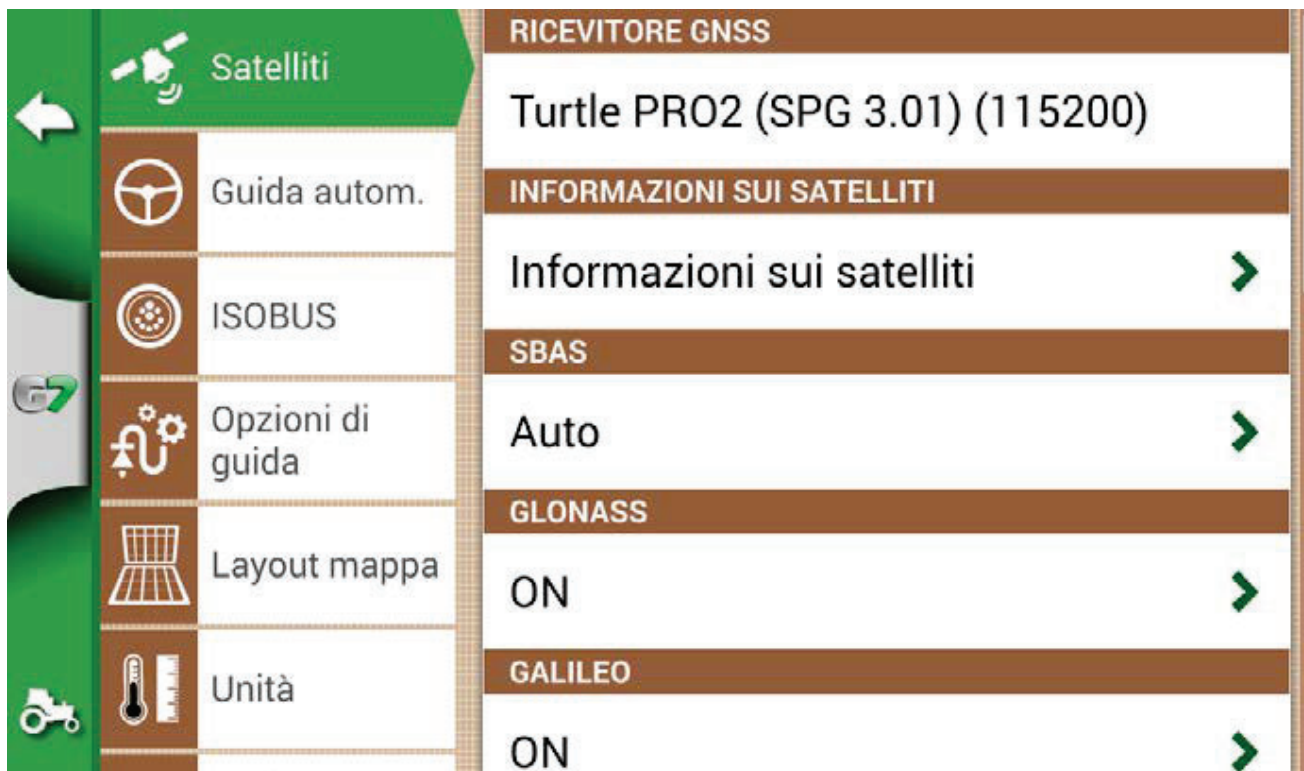 Satelliti
Guida autom.
ISOBUS
Opzioni di
guida
Layout mappa
Unità
G7
RICEVITORE GNSS
Turtle PRO2 (SPG 3.01) (115200)
INFORMAZIONI SUI SATELLITI
Informazioni sui satelliti
SBAS
Auto
GLONASS
ON
GALILEO
ON